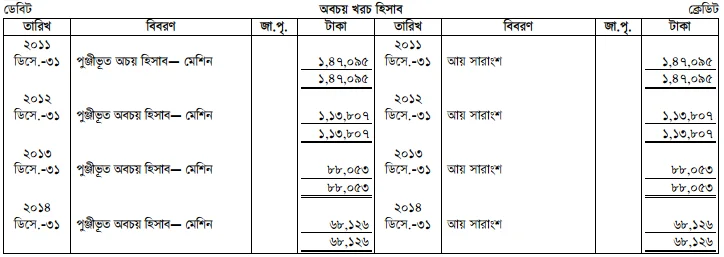 ডেবিট অবচয় খরচ হিসাব ক্রেডিট
তারিখ বিবরণ জা.পৃ. টাকা তারিখ বিবরণ জা.পৃ. টাকা
২০১১ ২০১১
ডিসে.-৩১ পুঞ্জীভূত অচয় হিসাব— মেশিন ১,৪৭,০৯৫ ডিসে.-৩১ আয় সারাংশ ১,৪৭,০৯৫
১,৪৭,০৯৫ ১,৪৭,০৯৫
২০১২ ২০১২
ডিসে.-৩১ পুঞ্জীভূত অবচয় হিসাব— মেশিন ১,১৩,৮০৭ ডিসে.-৩১ আয় সারাংশ ১,১৩,৮০৭
১,১৩,৮০৭ ১,১৩,৮০৭
২০১৩ ২০১৩
ডিসে.-৩১ পুঞ্জীভূত অবচয় হিসাব— মেশিন ৮৮,০৫৩ ডিসে.-৩১ আয় সারাংশ ৮৮,০৫৩
৮৮,০৫৩ ৮৮,০৫৩
২০১৪ ২০১৪
ডিসে.-৩১ পুঞ্জীভূত অবচয় হিসাব— মেশিন ৬৮,১২৬ ডিসে.-৩১ আয় সারাংশ ৬৮,১২৬
৬৮,১২৬ ৬৮,১২৬